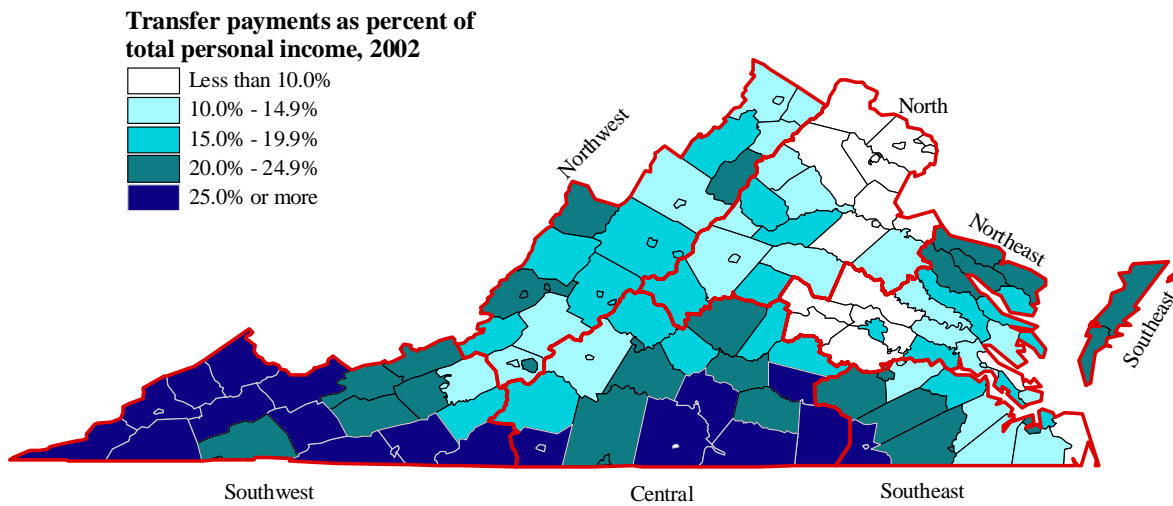 Transfer payments as percent of
total personal income, 2002
Less than 10.0%
10.0% - 14.9%
15.0% - 19.9%
20.0% - 24.9%
25.0% or more
North
Northwest
Northeast
Southeast
Southwest
Central
Southeast